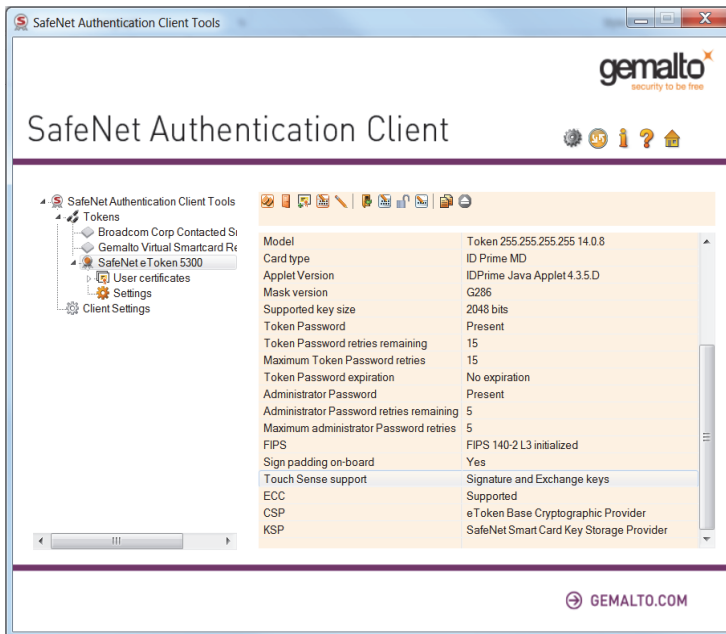 SafeNet Authentication Client Tools
gemalto
security to be free
SafeNet Authentication Client
SafeNet Authentication Client Tools
Tokens
Broadcom Corp Contacted
Gemalto Virtual Smartcard Re
SafeNet eToken 5300
User certificates
Settings
Client Settings
Model Token 255.255.255.255 14.0.8
Card type ID Prime MD
Applet Version IDPrime Java Applet 4.3.5.D
Mask version G286
Supported key size 2048 bits
Token Password Present
Token Password retries remaining 15
Maximum Token Password retries 15
Token Password expiration No expiration
Administrator Password Present
Administrator Password retries remaining 5
Maximum administrator Password retries 5
FIPS FIPS 140-2 L3 initialized
Sign padding on-board Yes
Touch Sense support Signature and Exchange keys
ECC Supported
CSP eToken Base Cryptographic Provider
KSP SafeNet Smart Card Key Storage Provider
GEMALTO.COM